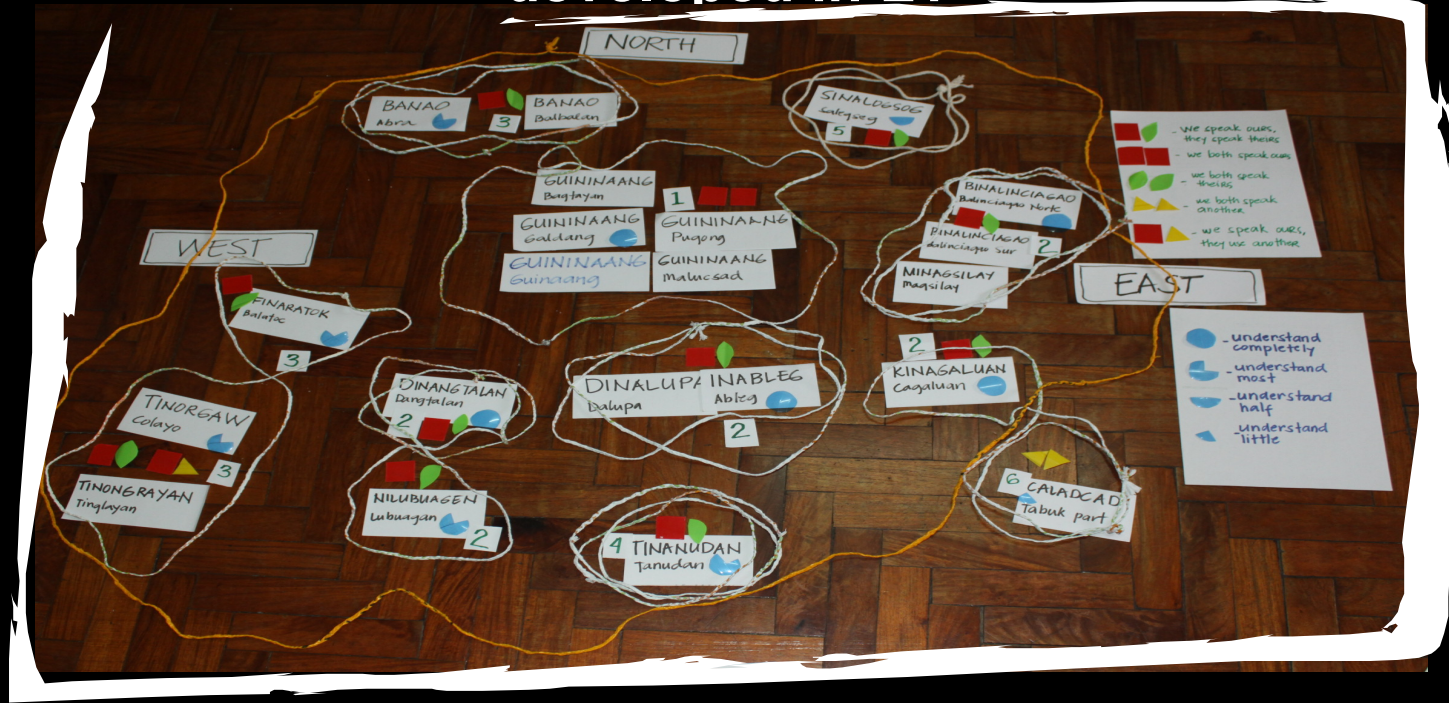 NORTH
BANAO
Abra
3
BANAO
Balbalan
SINALOGSOG
Salegseg
5
GUININAANG
Bagtayan
1
GUININAANG
Galdang
GUININAANG
Pugong
GUININAANG
Guinaang
GUININAANG
Malucsad
BINALINCIAGAO
Balinciagao Norte
BINALINCIAGAO
Balinciagao Sur
2
MINAGSILAY
Magsilay
- We speak ours,
they speak theirs
- we both speak ours
- we both speak
theirs
- we both speak
another
- we speak ours,
they use another
WEST
EAST
FINARATOK
Balatoc
3
DINANGTALAN
Dangtalan
2
DINALUPA
Dalupa
INABLEG
Ableg
2
2
KINAGALUAN
Cagaluan
- understand
completely
- understand
most
- understand
half
- understand
little
TINORGAW
Colayo
3
TINONGRAYAN
Tinglayan
NILUBUAGEN
Lubuagan
2
4
TINANUDAN
Tanudan
6
CALADCAD
Tabuk part